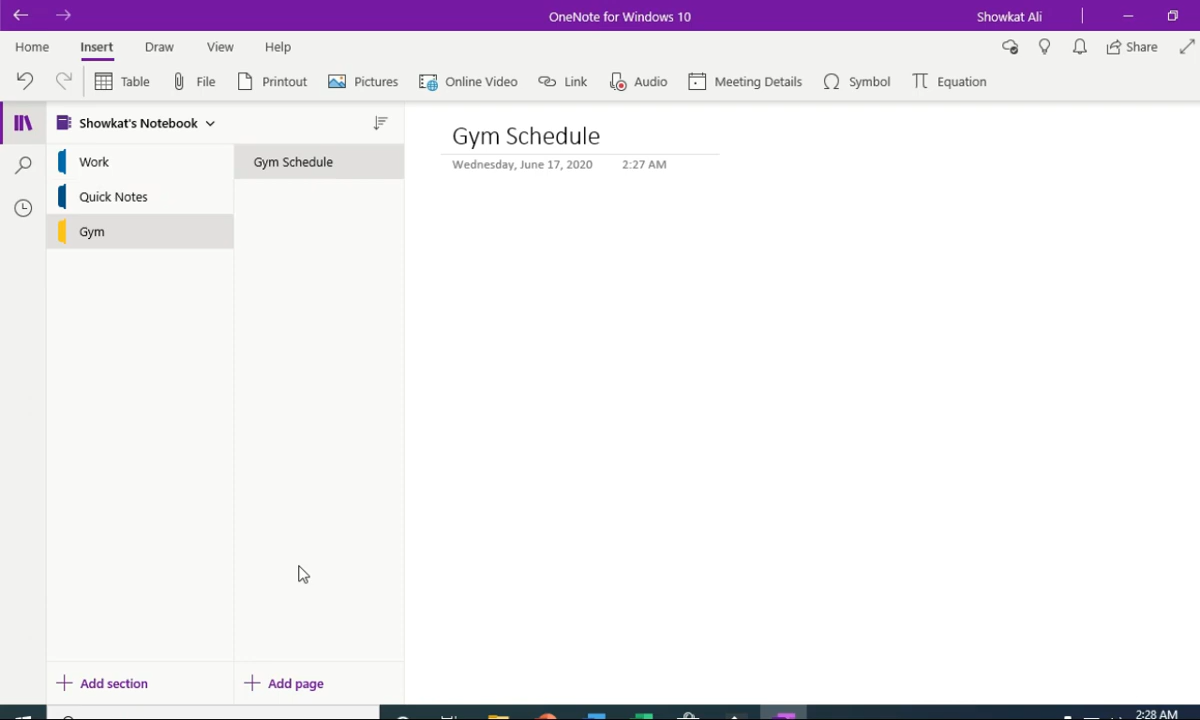 OneNote for Windows 10
Showkat Ali
Home Insert Draw View Help
Share
Table File Printout Pictures Online Video Link Audio Meeting Details Symbol Equation
Showkat's Notebook
Work
Quick Notes
Gym
Gym Schedule
Gym Schedule
Wednesday, June 17, 2020 2:27 AM
Add section
Add page
2:28 AM